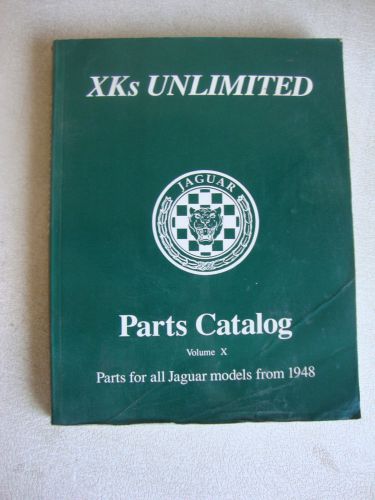 XKs UNLIMITED
JAGUAR
Parts Catalog
Volume X
Parts for all Jaguar models from 1948